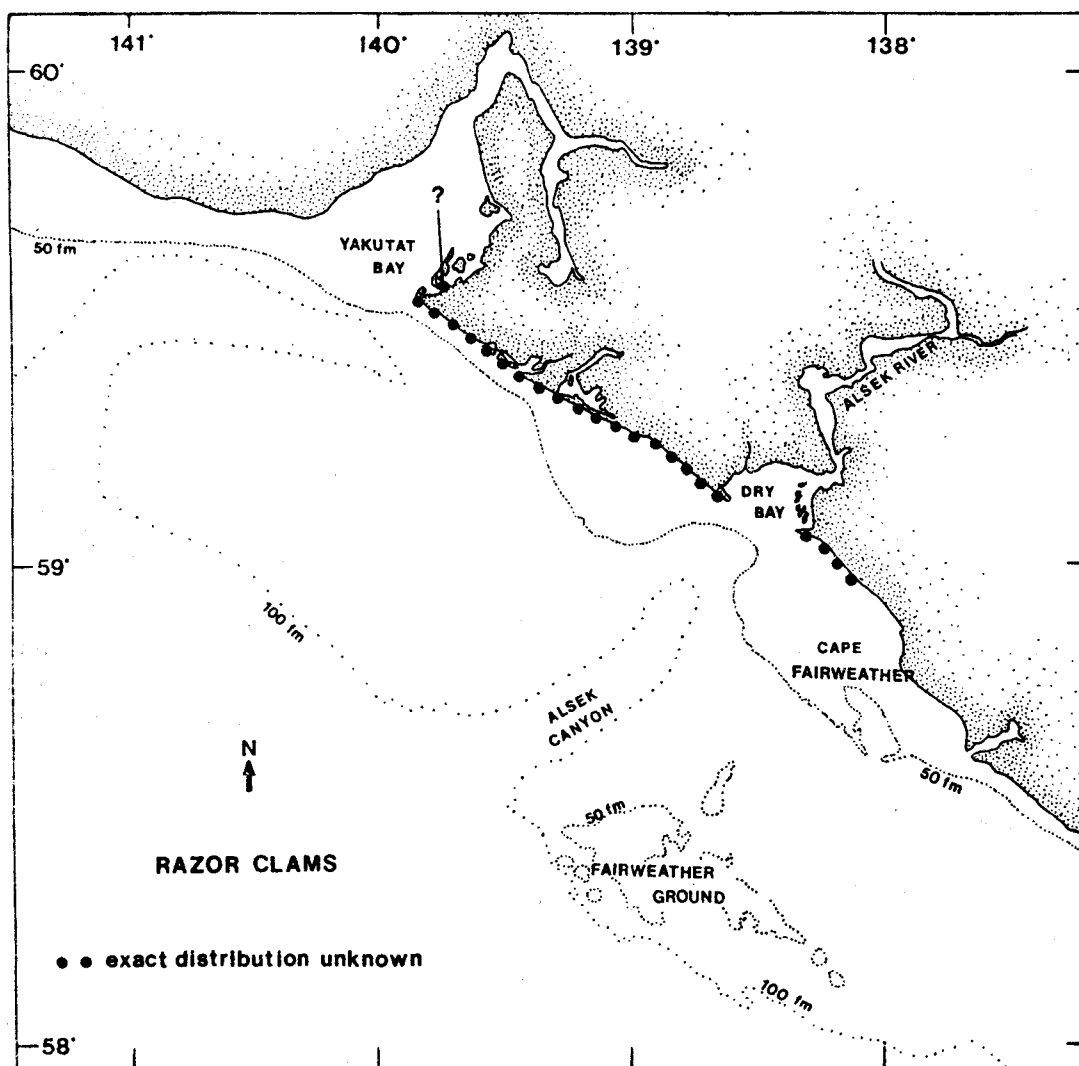 141°
140°
139°
138°
60°
?
50 fm
YAKUTAT
BAY
ALSEK RIVER
DRY
BAY
59°
100 fm
CAPE
FAIRWEATHER
ALSEK
CANYON
N
50 fm
50 fm
RAZOR CLAMS
FAIRWEATHER
GROUND
exact distribution unknown
100 fm
58°